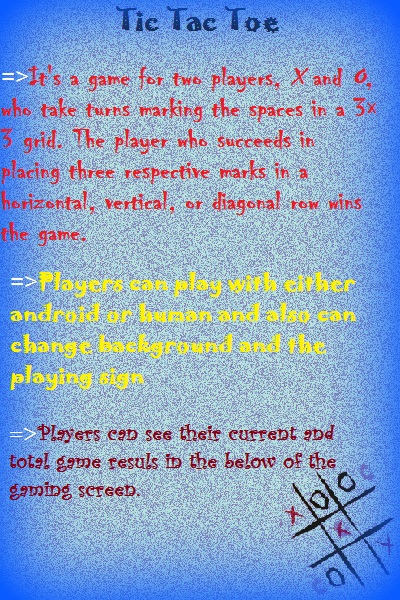 Tic Tac Toe
=>It's a game for two players, X and O,
who take turns marking the spaces in a 3×
3 grid. The player who succeeds in
placing three respective marks in a
horizontal, vertical, or diagonal row wins
the game.
=>Players can play with either
android or human and also can
change background and the
playing sign
=>Players can see their current and
total game resuls in the below of the
gaming screen.